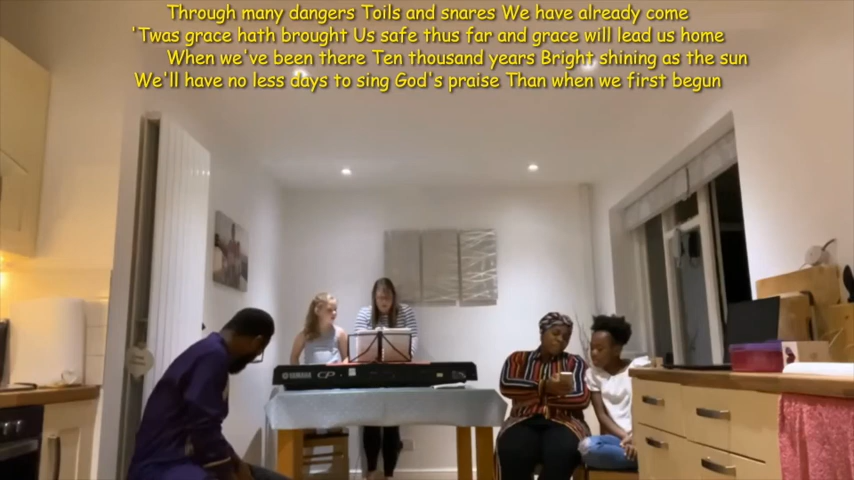 Through many dangers Toils and snares We have already come
'Twas grace hath brought Us safe thus far and grace will lead us home
When we've been there Ten thousand years Bright shining as the sun
We'll have no less days to sing God's praise Than when we first begun
YAMAHA CP